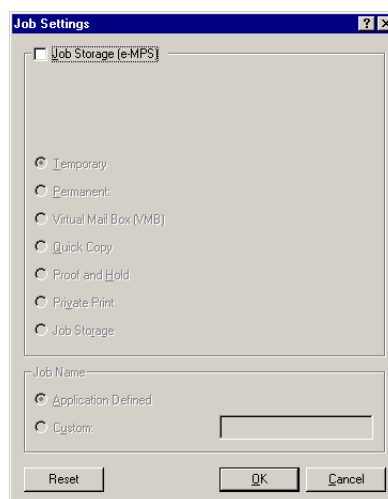 Job Settings
Job Storage (e-MPS)
Temporary
Permanent
Virtual Mail Box (VMB)
Quick Copy
Proof and Hold
Private Print
Job Storage
Job Name
Application Defined
Custom:
Reset
OK
Cancel